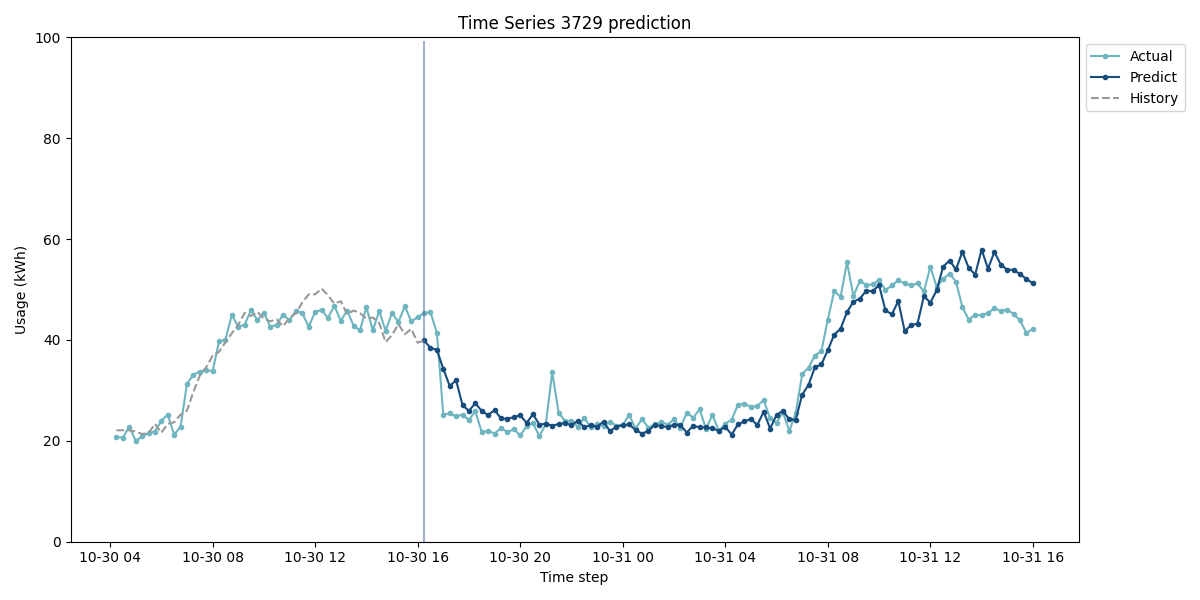 Time Series 3729 prediction
100
80
60
40
20
0
Usage (kWh)
10-30 04
10-30 08
10-30 12
10-30 16
10-30 20
10-31 00
10-31 04
10-31 08
10-31 12
10-31 16
Time step
Actual
Predict
History